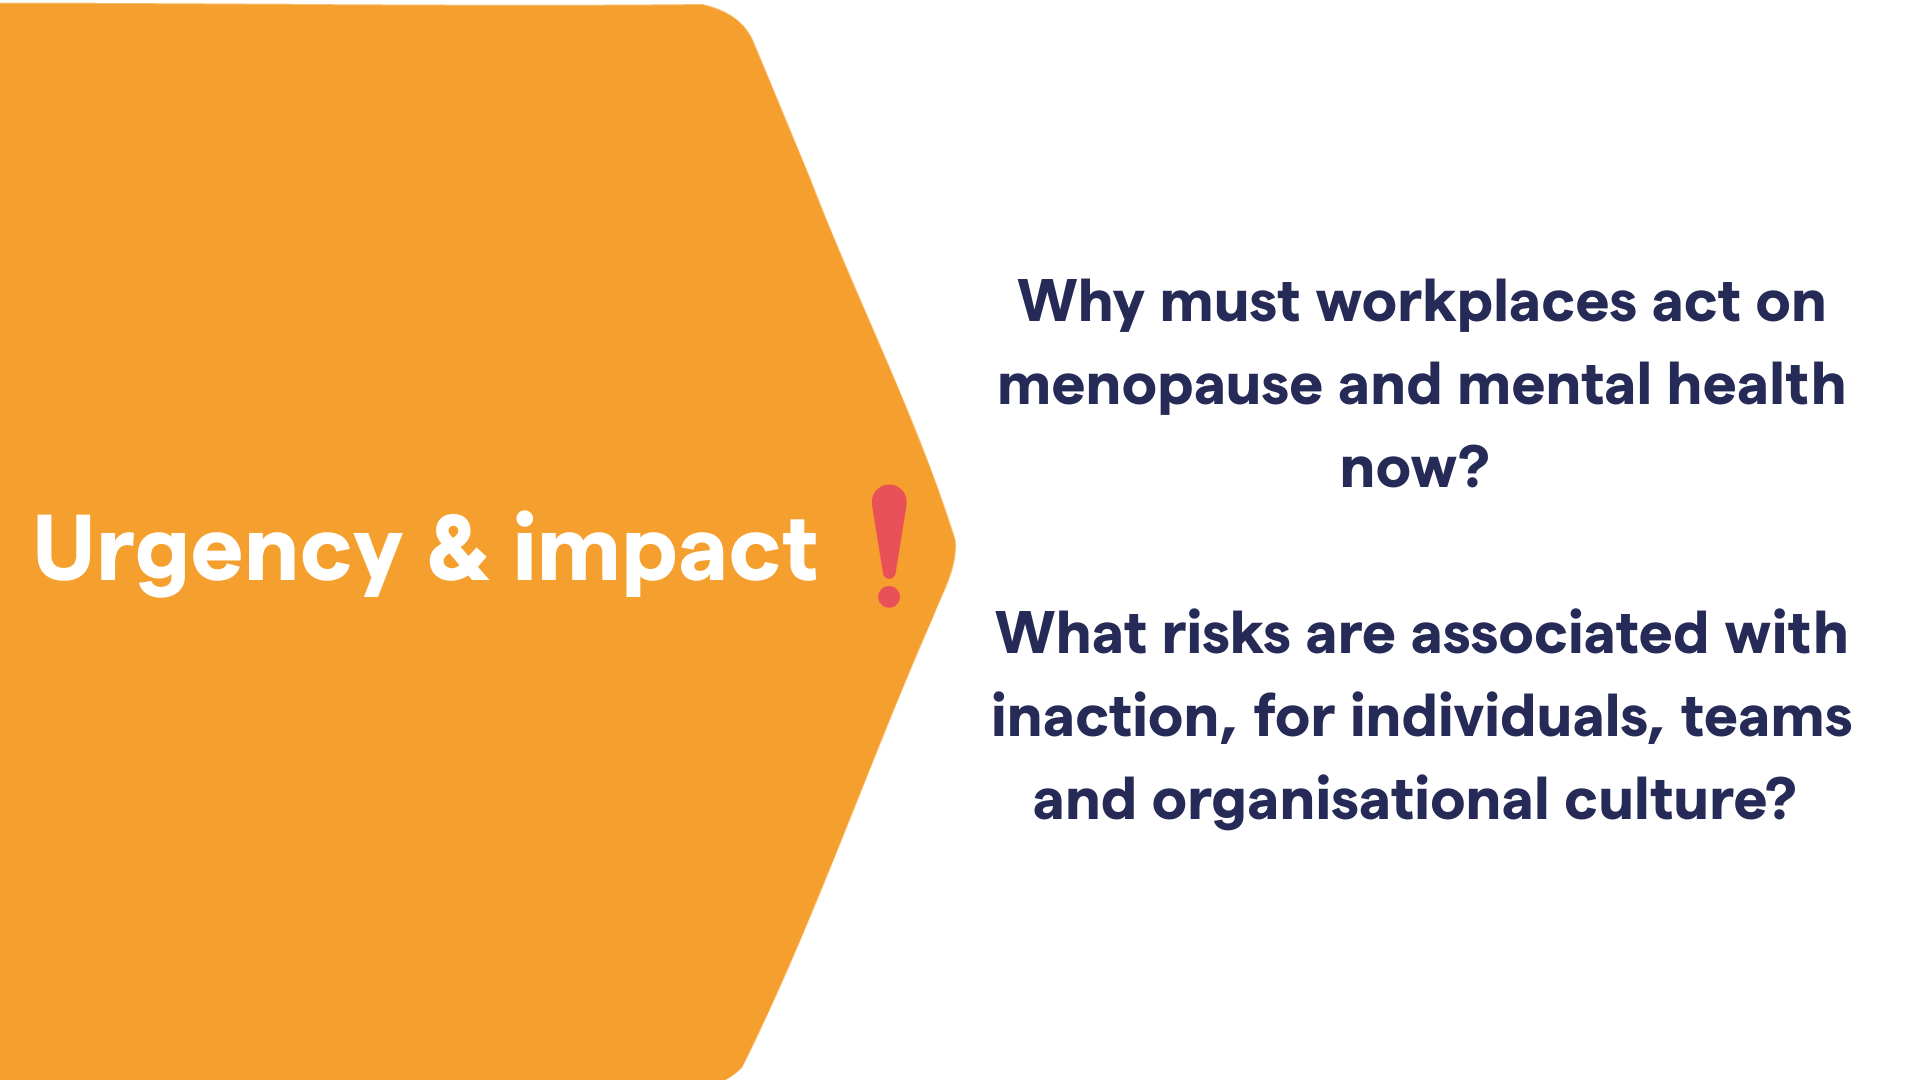 Urgency & impact
Why must workplaces act on
menopause and mental health
now?
What risks are associated with
inaction, for individuals, teams
and organisational culture?